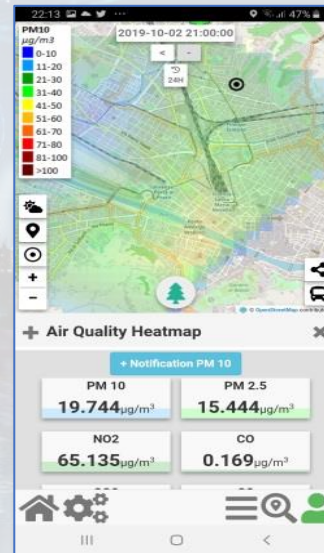 22:13
47%
PM10
µg/m3
0-10
11-20
21-30
31-40
41-50
51-60
61-70
71-80
81-100
>100
2019-10-02 21:00:00
< -
24H
+
-
© OpenStreetMap
+ Air Quality Heatmap
+ Notification PM 10
PM 10
19.744µg/m³
PM 2.5
15.444µg/m³
NO2
65.135µg/m³
CO
0.169µg/m³